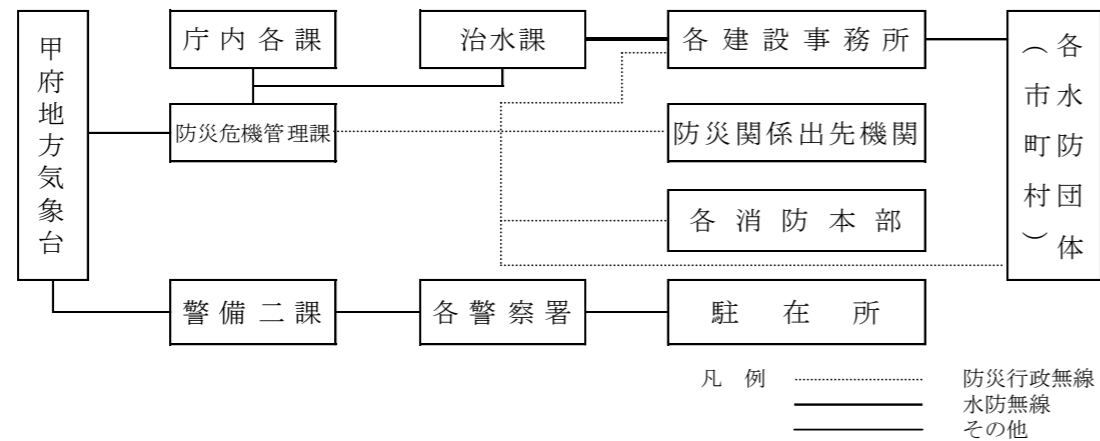 甲府地方気象台
庁内各課
治水課
各建設事務所
各水防団体
（市町村）
防災危機管理課
防災関係出先機関
各消防本部
警備二課
各警察署
駐在所
凡例
防災行政無線
水防無線
その他